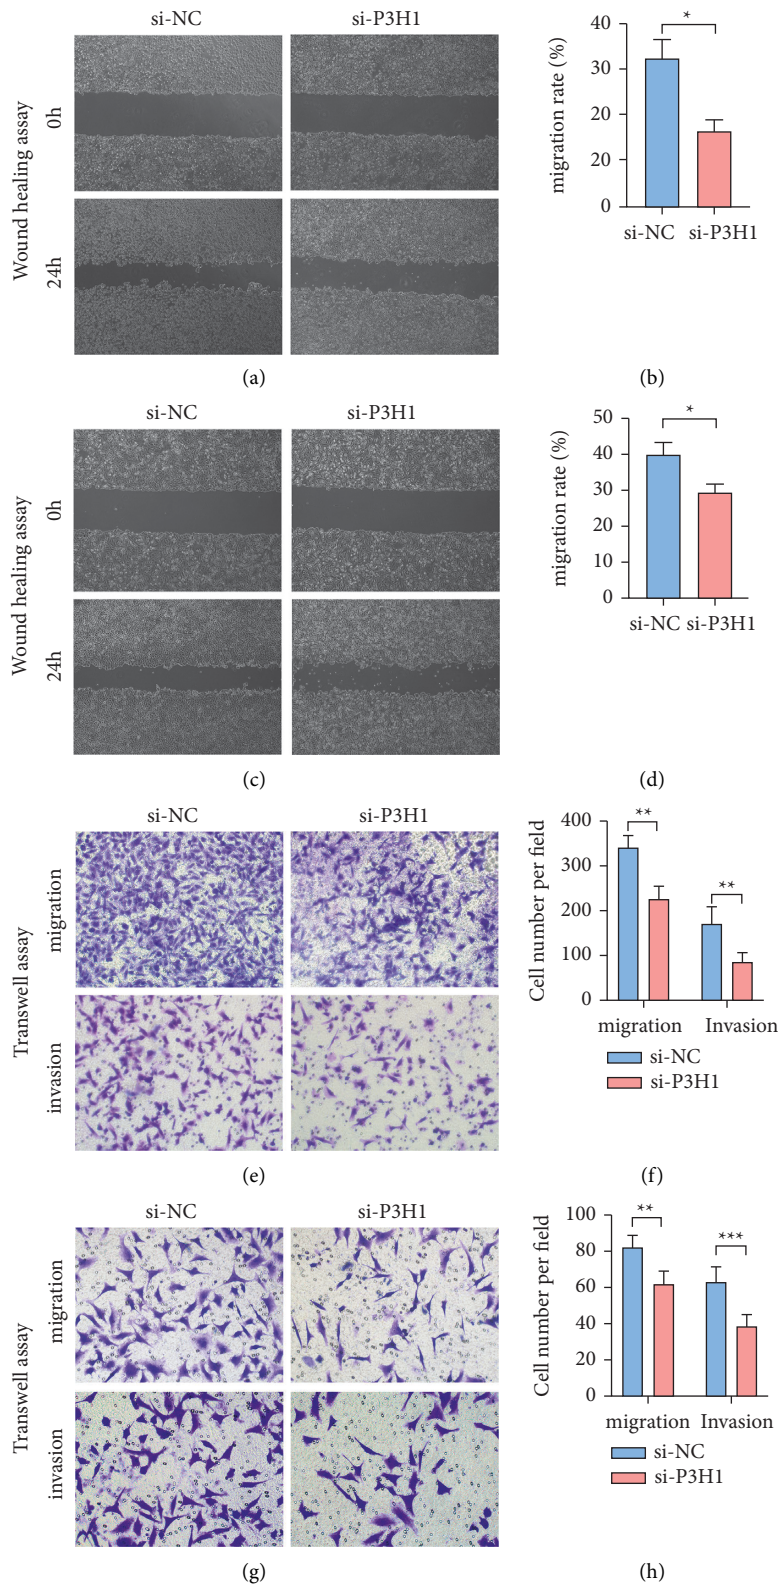 si-NC si-P3H1
Wound healing assay
0h
24h
(a)
migration rate (%)
40
30
20
20
0
*
si-NC si-P3H1
(b)
si-NC si-P3H1
Wound healing assay
0h
24h
(c)
migration rate (%)
50
40
30
20
10
0
*
si-NC si-P3H1
(d)
si-NC si-P3H1
Transwell assay
migration
invasion
(e)
Cell number per field
400
300
200
100
0
**
**
migration Invasion
si-NC
si-P3H1
(f)
si-NC si-P3H1
Transwell assay
migration
invasion
(g)
Cell number per field
100
80
60
40
20
0
**
***
migration Invasion
si-NC
si-P3H1
(h)